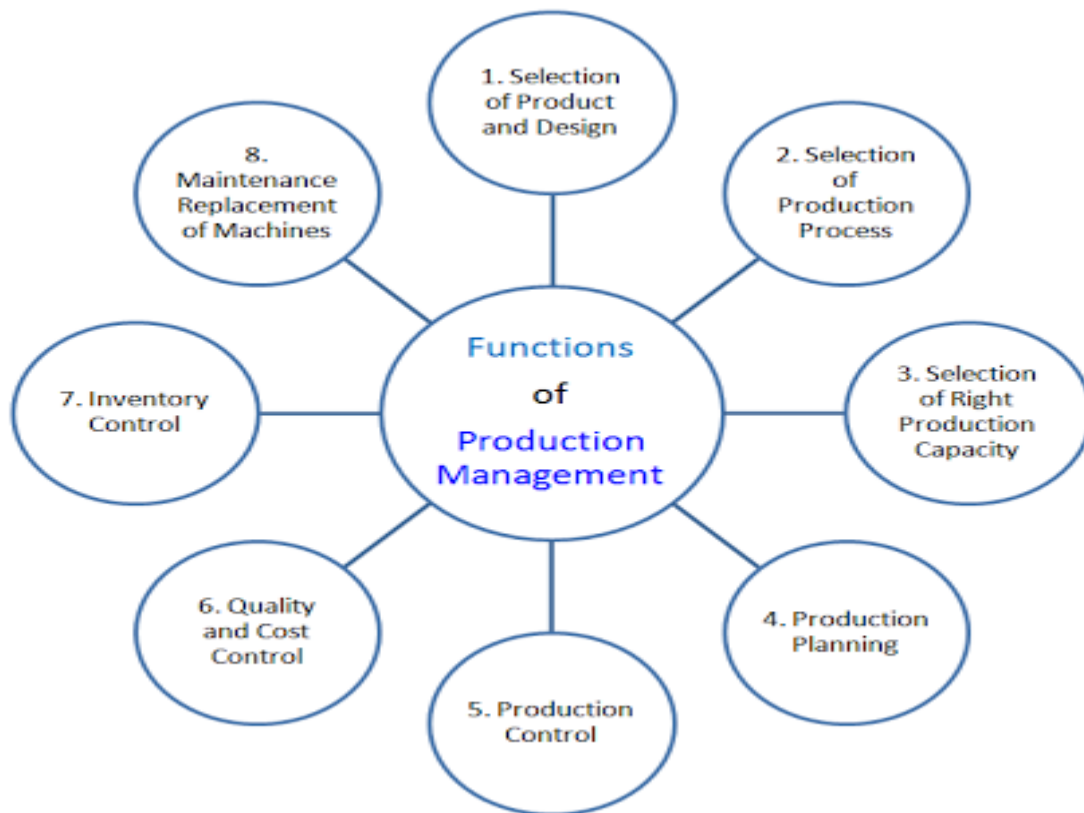 1. Selection
of Product
and Design
2. Selection
of
Production
Process
3. Selection
of Right
Production
Capacity
4. Production
Planning
5. Production
Control
6. Quality
and Cost
Control
7. Inventory
Control
8.
Maintenance
Replacement
of Machines
Functions
of
Production
Management